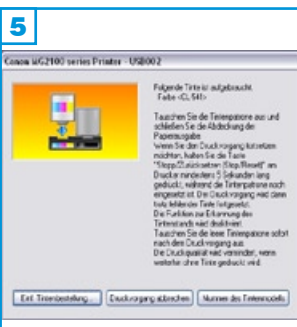 5
Canon MG2100 series Printer - USB002
Folgende Tinte ist aufgebraucht.
Farbe <CL-541>
Tauschen Sie die Tintenpatrone aus und
schließen Sie die Abdeckung der
Papierausgabe.
Wenn Sie den Druckvorgang fortsetzen
möchten, halten Sie die Taste
"Stopp/Zurücksetzen (Stop/Reset)" am
Drucker mindestens 5 Sekunden lang
gedrückt, während die Tintenpatrone noch
eingesetzt ist. Der Druckvorgang wird dann
trotz fehlender Tinte fortgesetzt.
Die Funktion zur Erkennung des
Tintenstands wird deaktiviert.
Tauschen Sie die leere Tintenpatrone sofort
nach dem Druckvorgang aus.
Die Druckqualität wird vermindert, wenn
weiterhin ohne Tinte gedruckt wird.
Einf. Tintenbestellung... Druckvorgang abbrechen Nummer des Tintenmodells